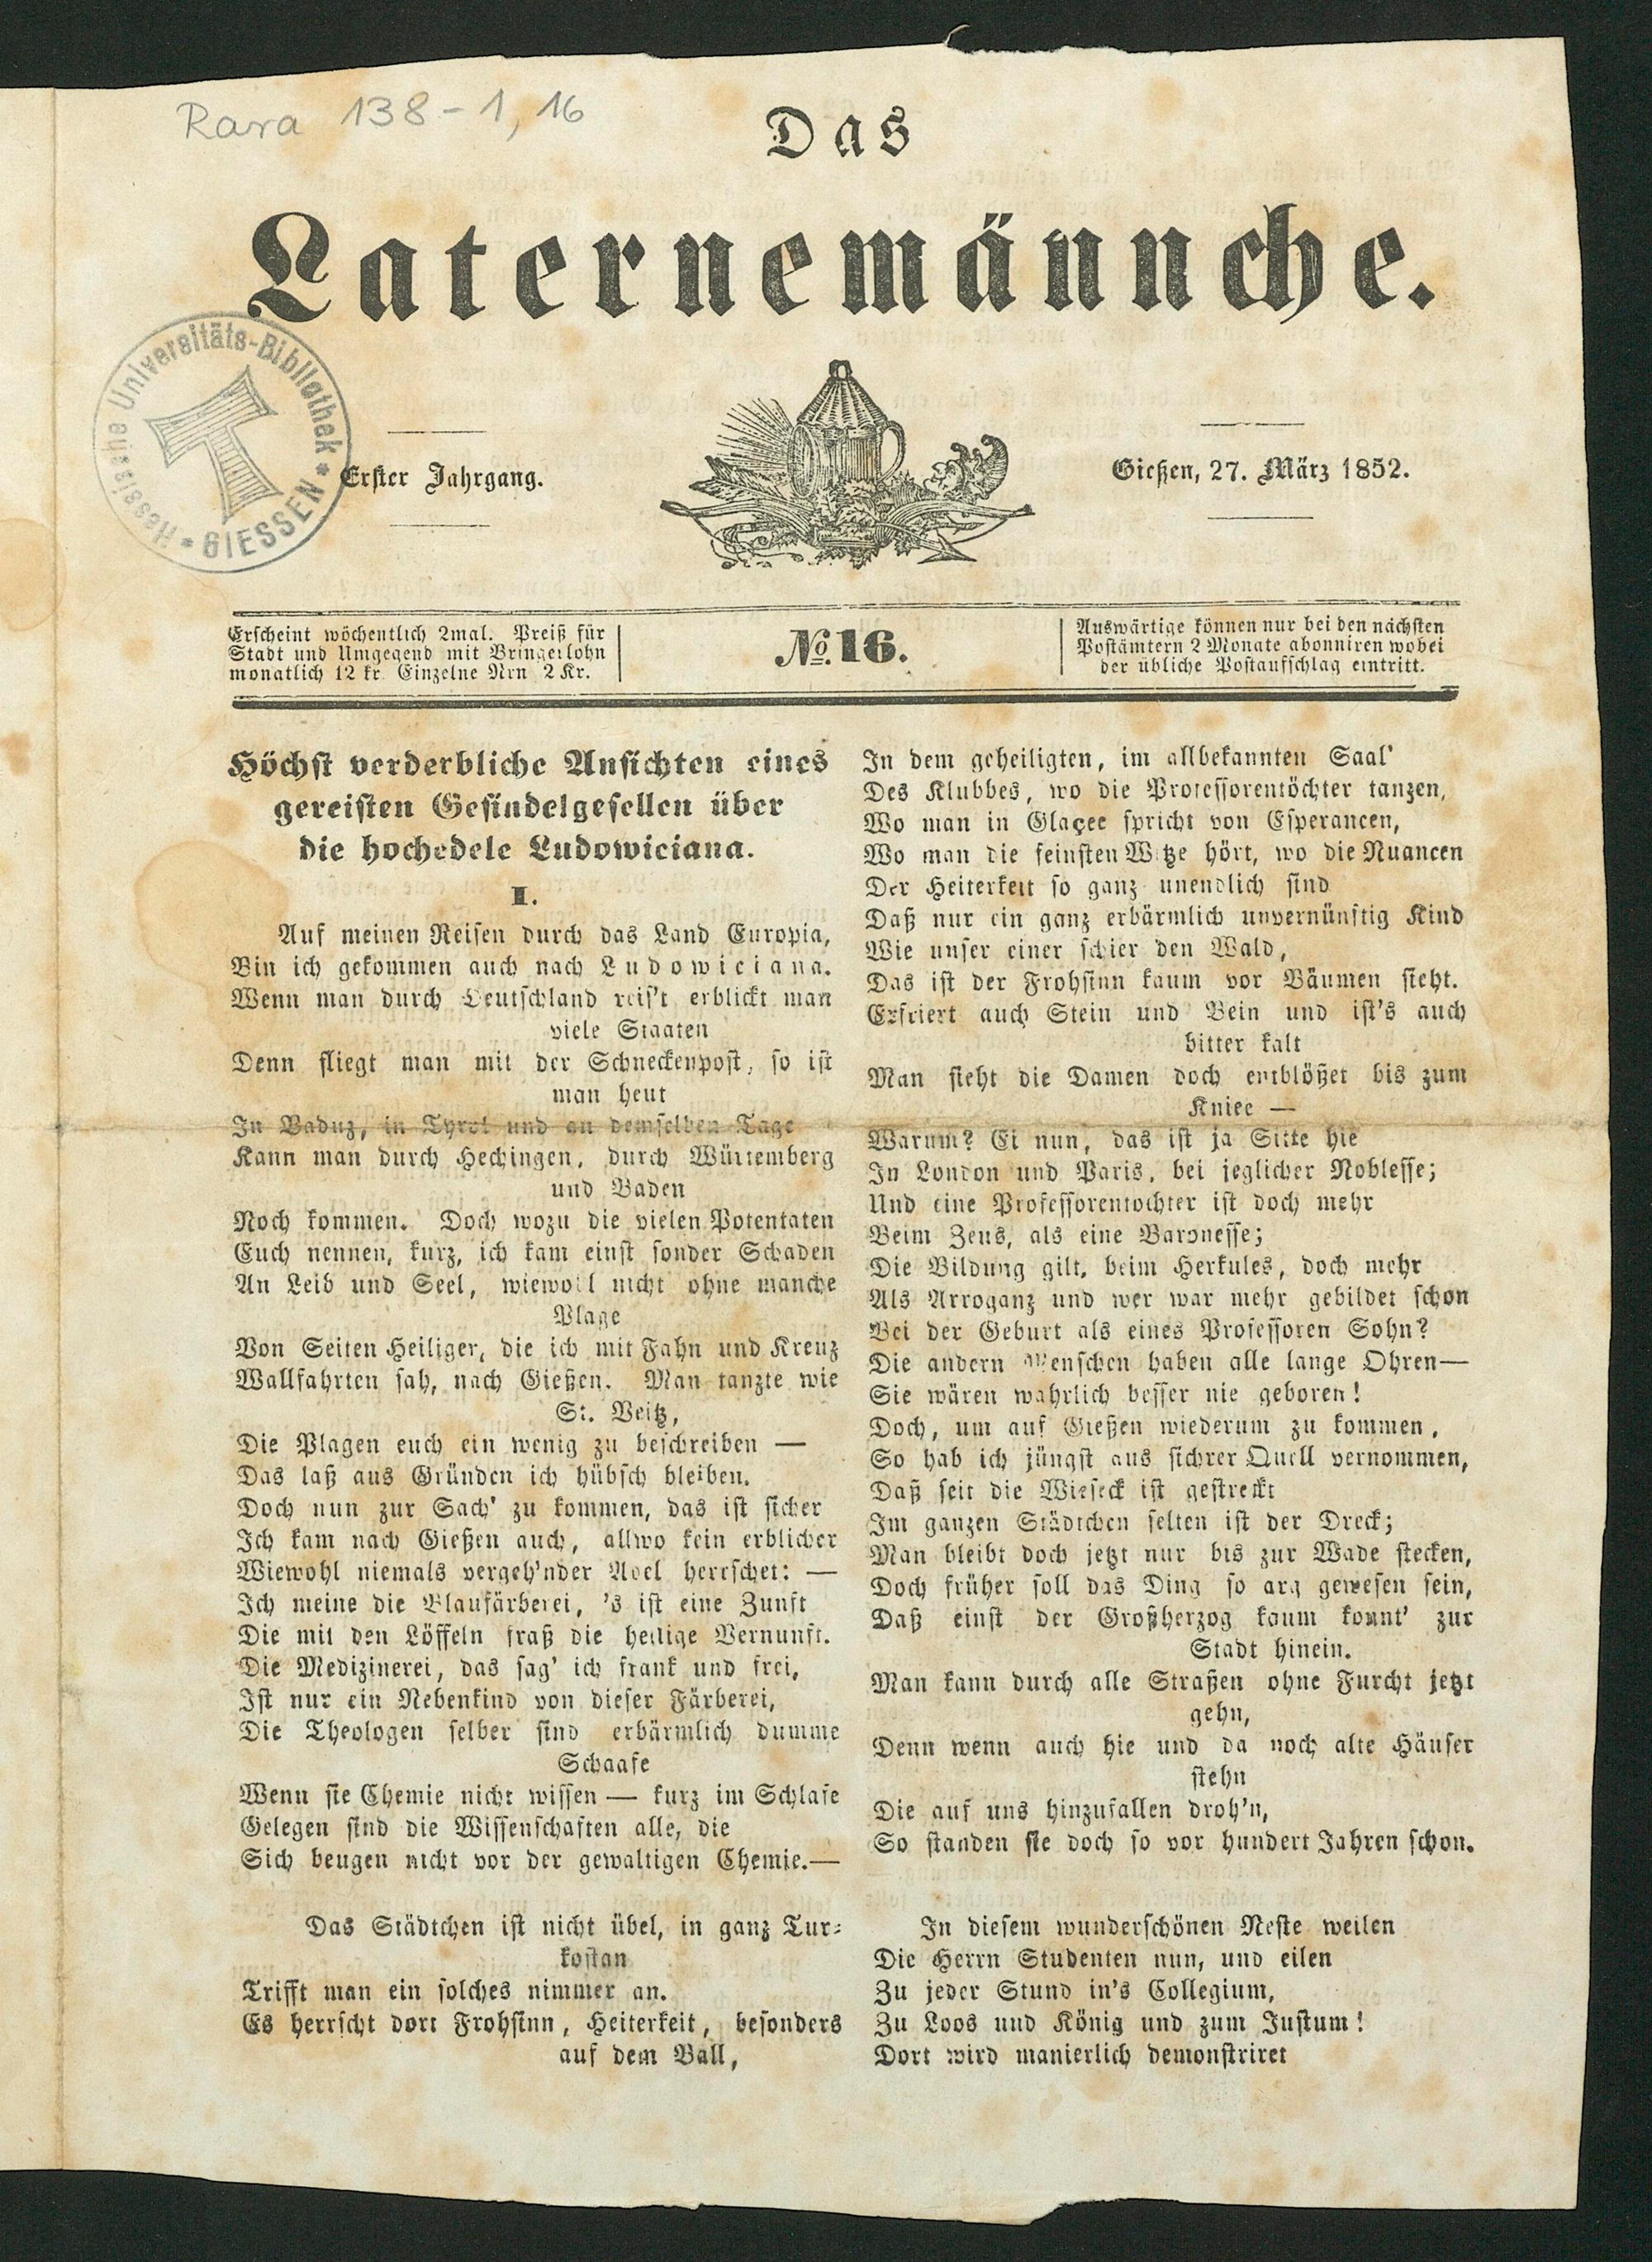 Rara 138-1, 16
Das
Laternemännche.
Hessische Universitäts-Bibliothek * GIESSEN *
Erster Jahrgang.
Gießen, 27. März 1852.
Erscheint wöchentlich 2mal. Preiß für
Stadt und Umgegend mit Bringerlohn
monatlich 12 kr. Einzelne Nrn 2 Kr.
No. 16.
Auswärtige können nur bei den nächsten
Postämtern 2 Monate abonniren wobei
der übliche Postaufschlag eintritt.
Höchst verderbliche Ansichten eines
gereisten Gesindelgesellen über
die hochedele Ludowiciana.
I.
Auf meinen Reisen durch das Land Europia,
Bin ich gekommen auch nach Ludowiciana.
Wenn man durch Deutschland reis't erblickt man
viele Staaten
Denn fliegt man mit der Schneckenpost, so ist
man heut
In Vaduz, in Tyrol und an demselben Tage
Kann man durch Hechingen, durch Würtemberg
und Baden
Noch kommen. Doch wozu die vielen Potentaten
Euch nennen, kurz, ich kam einst sonder Schaden
An Leib und Seel, wiewohl nicht ohne manche
Plage
Von Seiten Heiliger, die ich mit Fahn und Kreuz
Wallfahrten sah, nach Gießen. Man tanzte wie
St. Veitz,
Die Plagen euch ein wenig zu beschreiben —
Das laß aus Gründen ich hübsch bleiben.
Doch nun zur Sach' zu kommen, das ist sicher
Ich kam nach Gießen auch, allwo kein erblicher
Wiewohl niemals vergeh'nder Adel herrschet: —
Ich meine die Blaufärberei, 's ist eine Zunft
Die mit den Löffeln fraß die heilige Vernunft.
Die Medizinerei, das sag' ich frank und frei,
Ist nur ein Nebenkind von dieser Färberei,
Die Theologen selber sind erbärmlich dumme
Schaafe
Wenn sie Chemie nicht wissen — kurz im Schlafe
Gelegen sind die Wissenschaften alle, die
Sich beugen nicht vor der gewaltigen Chemie.—
Das Städtchen ist nicht übel, in ganz Tur-
kostan
Trifft man ein solches nimmer an.
Es herrscht dort Frohsinn, Heiterkeit, besonders
auf dem Ball,
In dem geheiligten, im allbekannten Saal'
Des Klubbes, wo die Professorentöchter tanzen,
Wo man in Glaçee spricht von Esperancen,
Wo man die feinsten Witze hört, wo die Nuancen
Der Heiterkeit so ganz unendlich sind
Daß nur ein ganz erbärmlich unvernünftig Kind
Wie unser einer schier den Wald,
Das ist der Frohsinn kaum vor Bäumen sieht.
Erfriert auch Stein und Bein und ist's auch
bitter kalt
Man sieht die Damen doch entblößet bis zum
Kniee —
Warum? Ei nun, das ist ja Sitte hie
In London und Paris, bei jeglicher Noblesse;
Und eine Professorentochter ist doch mehr
Beim Zeus, als eine Baronesse;
Die Bildung gilt, beim Herkules, doch mehr
Als Arroganz und wer war mehr gebildet schon
Bei der Geburt als eines Professoren Sohn?
Die andern Menschen haben alle lange Ohren—
Sie wären wahrlich besser nie geboren!
Doch, um auf Gießen wiederum zu kommen,
So hab ich jüngst aus sichrer Quell vernommen,
Daß seit die Wieseck ist gestreckt
Im ganzen Städtchen selten ist der Dreck;
Man bleibt doch jetzt nur bis zur Wade stecken,
Doch früher soll das Ding so arg gewesen sein,
Daß einst der Großherzog kaum konnt' zur
Stadt hinein.
Man kann durch alle Straßen ohne Furcht jetzt
gehn,
Denn wenn auch hie und da noch alte Häuser
stehn
Die auf uns hinzufallen droh'n,
So standen sie doch so vor hundert Jahren schon.
In diesem wunderschönen Neste weilen
Die Herrn Studenten nun, und eilen
Zu jeder Stund in's Collegium,
Zu Loos und König und zum Justum!
Dort wird manierlich demonstriret